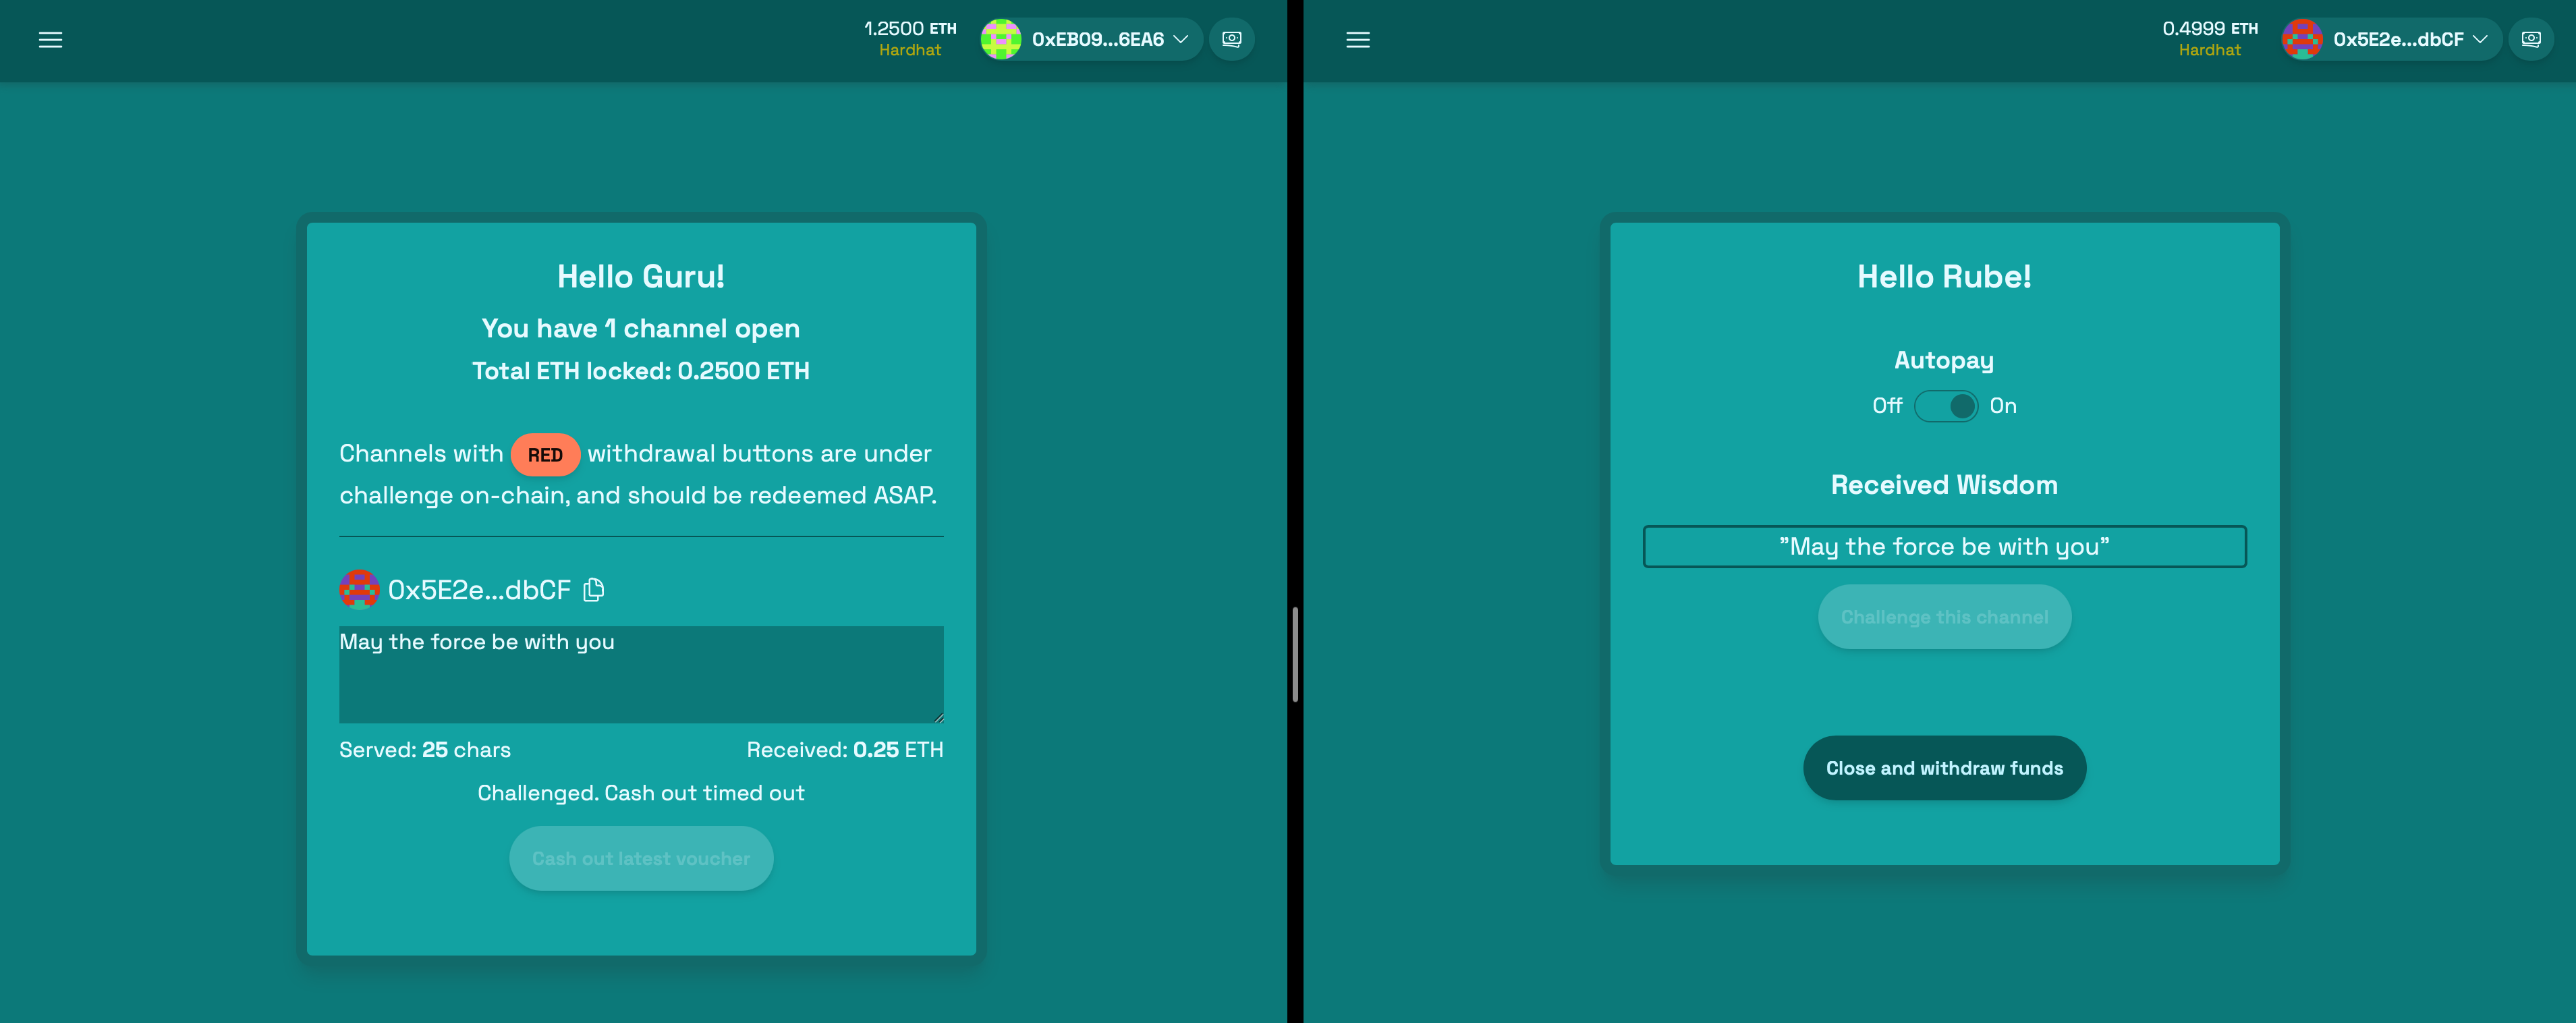 1.2500 ETH
Hardhat
0xEB09...6EA6
Hello Guru!
You have 1 channel open
Total ETH locked: 0.2500 ETH
Channels with RED withdrawal buttons are under
challenge on-chain, and should be redeemed ASAP.
0x5E2e...dbCF
May the force be with you
Served: 25 chars
Received: 0.25 ETH
Challenged. Cash out timed out
Cash out latest voucher
0.4999 ETH
Hardhat
0x5E2e...dbCF
Hello Rube!
Autopay
Off
On
Received Wisdom
"May the force be with you"
Challenge this channel
Close and withdraw funds